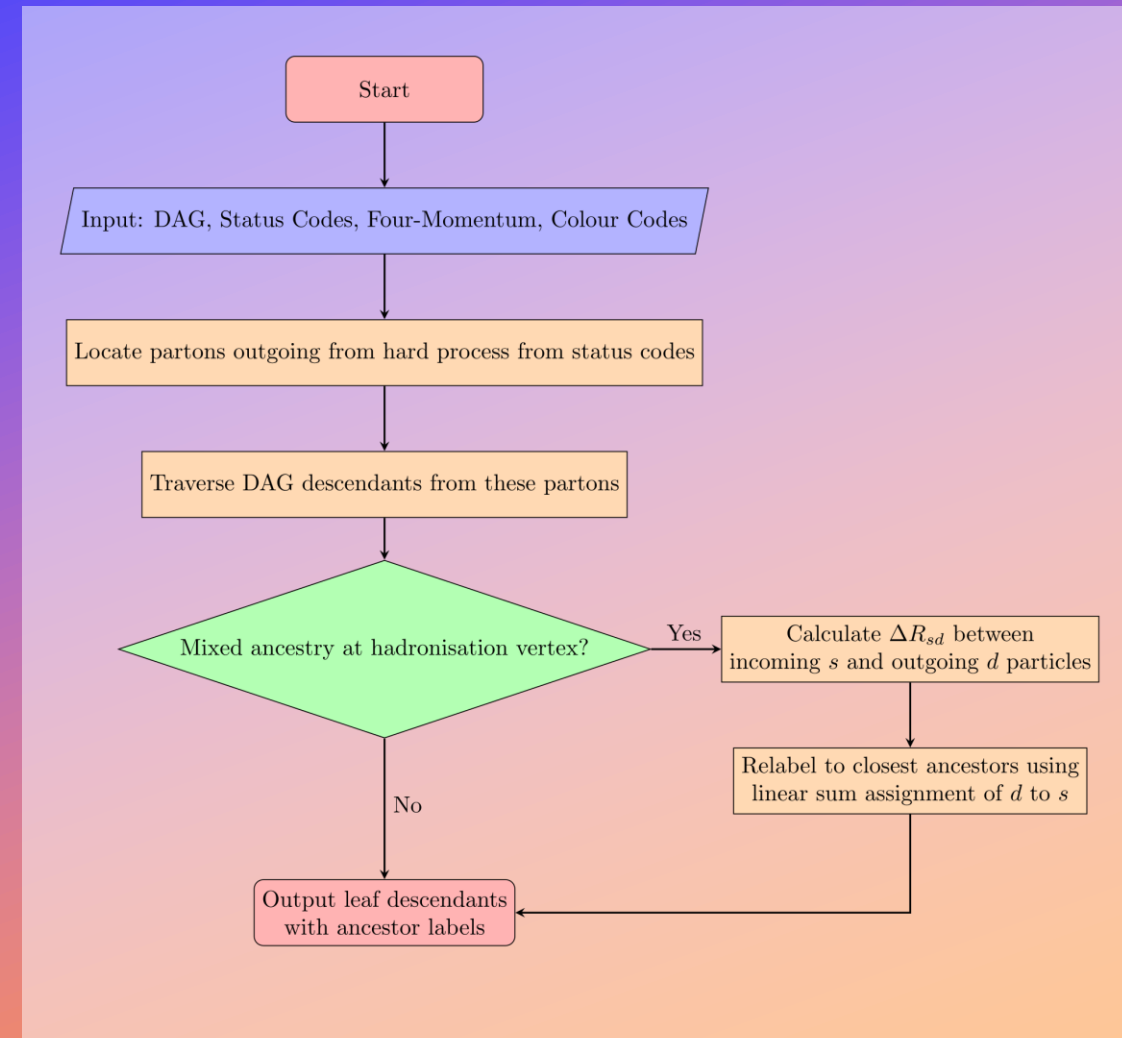 Start
Input: DAG, Status Codes, Four-Momentum, Colour Codes
Locate partons outgoing from hard process from status codes
Traverse DAG descendants from these partons
Mixed ancestry at hadronisation vertex?
Yes
Calculate ΔR_{sd} between
incoming s and outgoing d particles
Relabel to closest ancestors using
linear sum assignment of d to s
No
Output leaf descendants
with ancestor labels